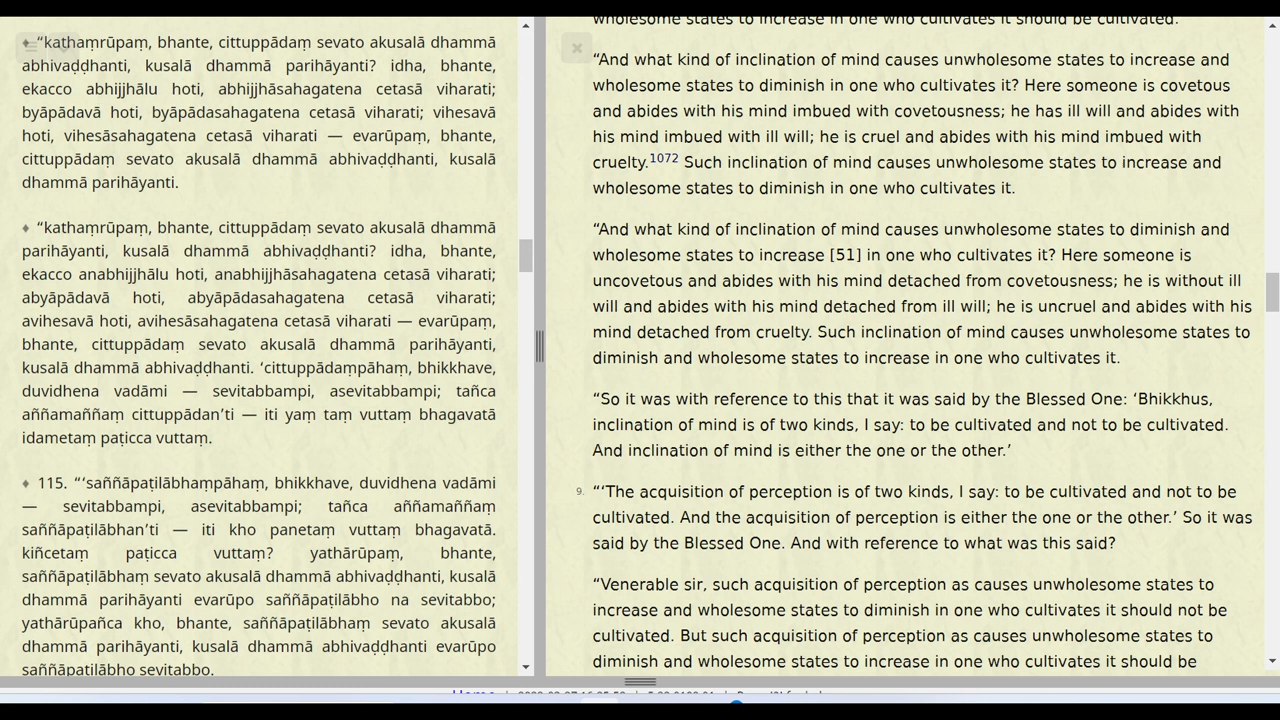 ♦ “kathaṃrūpaṃ, bhante, cittuppādaṃ sevato akusalā dhammā
abhivaḍḍhanti, kusalā dhammā parihāyanti? idha, bhante,
ekacco abhijjhālu hoti, abhijjhāsahagatena cetasā viharati;
byāpādavā hoti, byāpādasahagatena cetasā viharati; vihesavā
hoti, vihesāsahagatena cetasā viharati — evarūpaṃ, bhante,
cittuppādaṃ sevato akusalā dhammā abhivaḍḍhanti, kusalā
dhammā parihāyanti.
♦ “kathaṃrūpaṃ, bhante, cittuppādaṃ sevato akusalā dhammā
parihāyanti, kusalā dhammā abhivaḍḍhanti? idha, bhante,
ekacco anabhijjhālu hoti, anabhijjhāsahagatena cetasā viharati;
abyāpādavā hoti, abyāpādasahagatena cetasā viharati;
avihesavā hoti, avihesāsahagatena cetasā viharati — evarūpaṃ,
bhante, cittuppādaṃ sevato akusalā dhammā parihāyanti,
kusalā dhammā abhivaḍḍhanti. ‘cittuppādaṃpāhaṃ, bhikkhave,
duvidhena vadāmi — sevitabbampi, asevitabbampi; tañca
aññamaññaṃ cittuppādan’ti — iti yaṃ taṃ vuttaṃ bhagavatā
idametaṃ paṭicca vuttaṃ.
♦ 115. “‘saññāpaṭilābhaṃpāhaṃ, bhikkhave, duvidhena vadāmi
— sevitabbampi, asevitabbampi; tañca aññamaññaṃ
saññāpaṭilābhan’ti — iti kho panetaṃ vuttaṃ bhagavatā.
kiñcetaṃ paṭicca vuttaṃ? yathārūpaṃ, bhante,
saññāpaṭilābhaṃ sevato akusalā dhammā abhivaḍḍhanti, kusalā
dhammā parihāyanti evarūpo saññāpaṭilābho na sevitabbo;
yathārūpañca kho, bhante, saññāpaṭilābhaṃ sevato akusalā
dhammā parihāyanti, kusalā dhammā abhivaḍḍhanti evarūpo
saññāpaṭilābho sevitabbo.
wholesome states to increase in one who cultivates it should be cultivated.
“And what kind of inclination of mind causes unwholesome states to increase and
wholesome states to diminish in one who cultivates it? Here someone is covetous
and abides with his mind imbued with covetousness; he has ill will and abides with
his mind imbued with ill will; he is cruel and abides with his mind imbued with
cruelty.1072 Such inclination of mind causes unwholesome states to increase and
wholesome states to diminish in one who cultivates it.
“And what kind of inclination of mind causes unwholesome states to diminish and
wholesome states to increase [51] in one who cultivates it? Here someone is
uncovetous and abides with his mind detached from covetousness; he is without ill
will and abides with his mind detached from ill will; he is uncruel and abides with his
mind detached from cruelty. Such inclination of mind causes unwholesome states to
diminish and wholesome states to increase in one who cultivates it.
“So it was with reference to this that it was said by the Blessed One: ‘Bhikkhus,
inclination of mind is of two kinds, I say: to be cultivated and not to be cultivated.
And inclination of mind is either the one or the other.’
9. “‘The acquisition of perception is of two kinds, I say: to be cultivated and not to be
cultivated. And the acquisition of perception is either the one or the other.’ So it was
said by the Blessed One. And with reference to what was this said?
“Venerable sir, such acquisition of perception as causes unwholesome states to
increase and wholesome states to diminish in one who cultivates it should not be
cultivated. But such acquisition of perception as causes unwholesome states to
diminish and wholesome states to increase in one who cultivates it should be